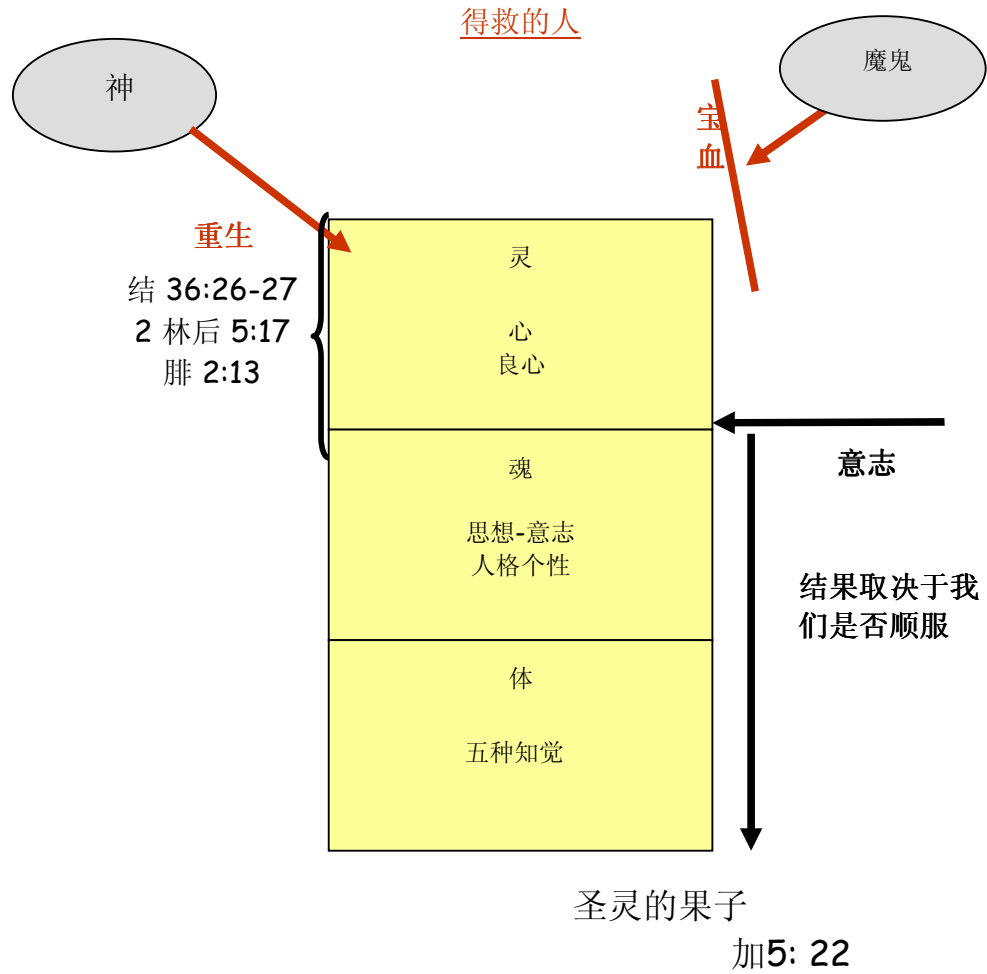 得救的人
神
魔鬼
宝
血
重生
结 36:26-27
2 林后 5:17
腓 2:13
灵
心
良心
意志
魂
思想-意志
人格个性
结果取决于我
们是否顺服
体
五种知觉
圣灵的果子
加5: 22